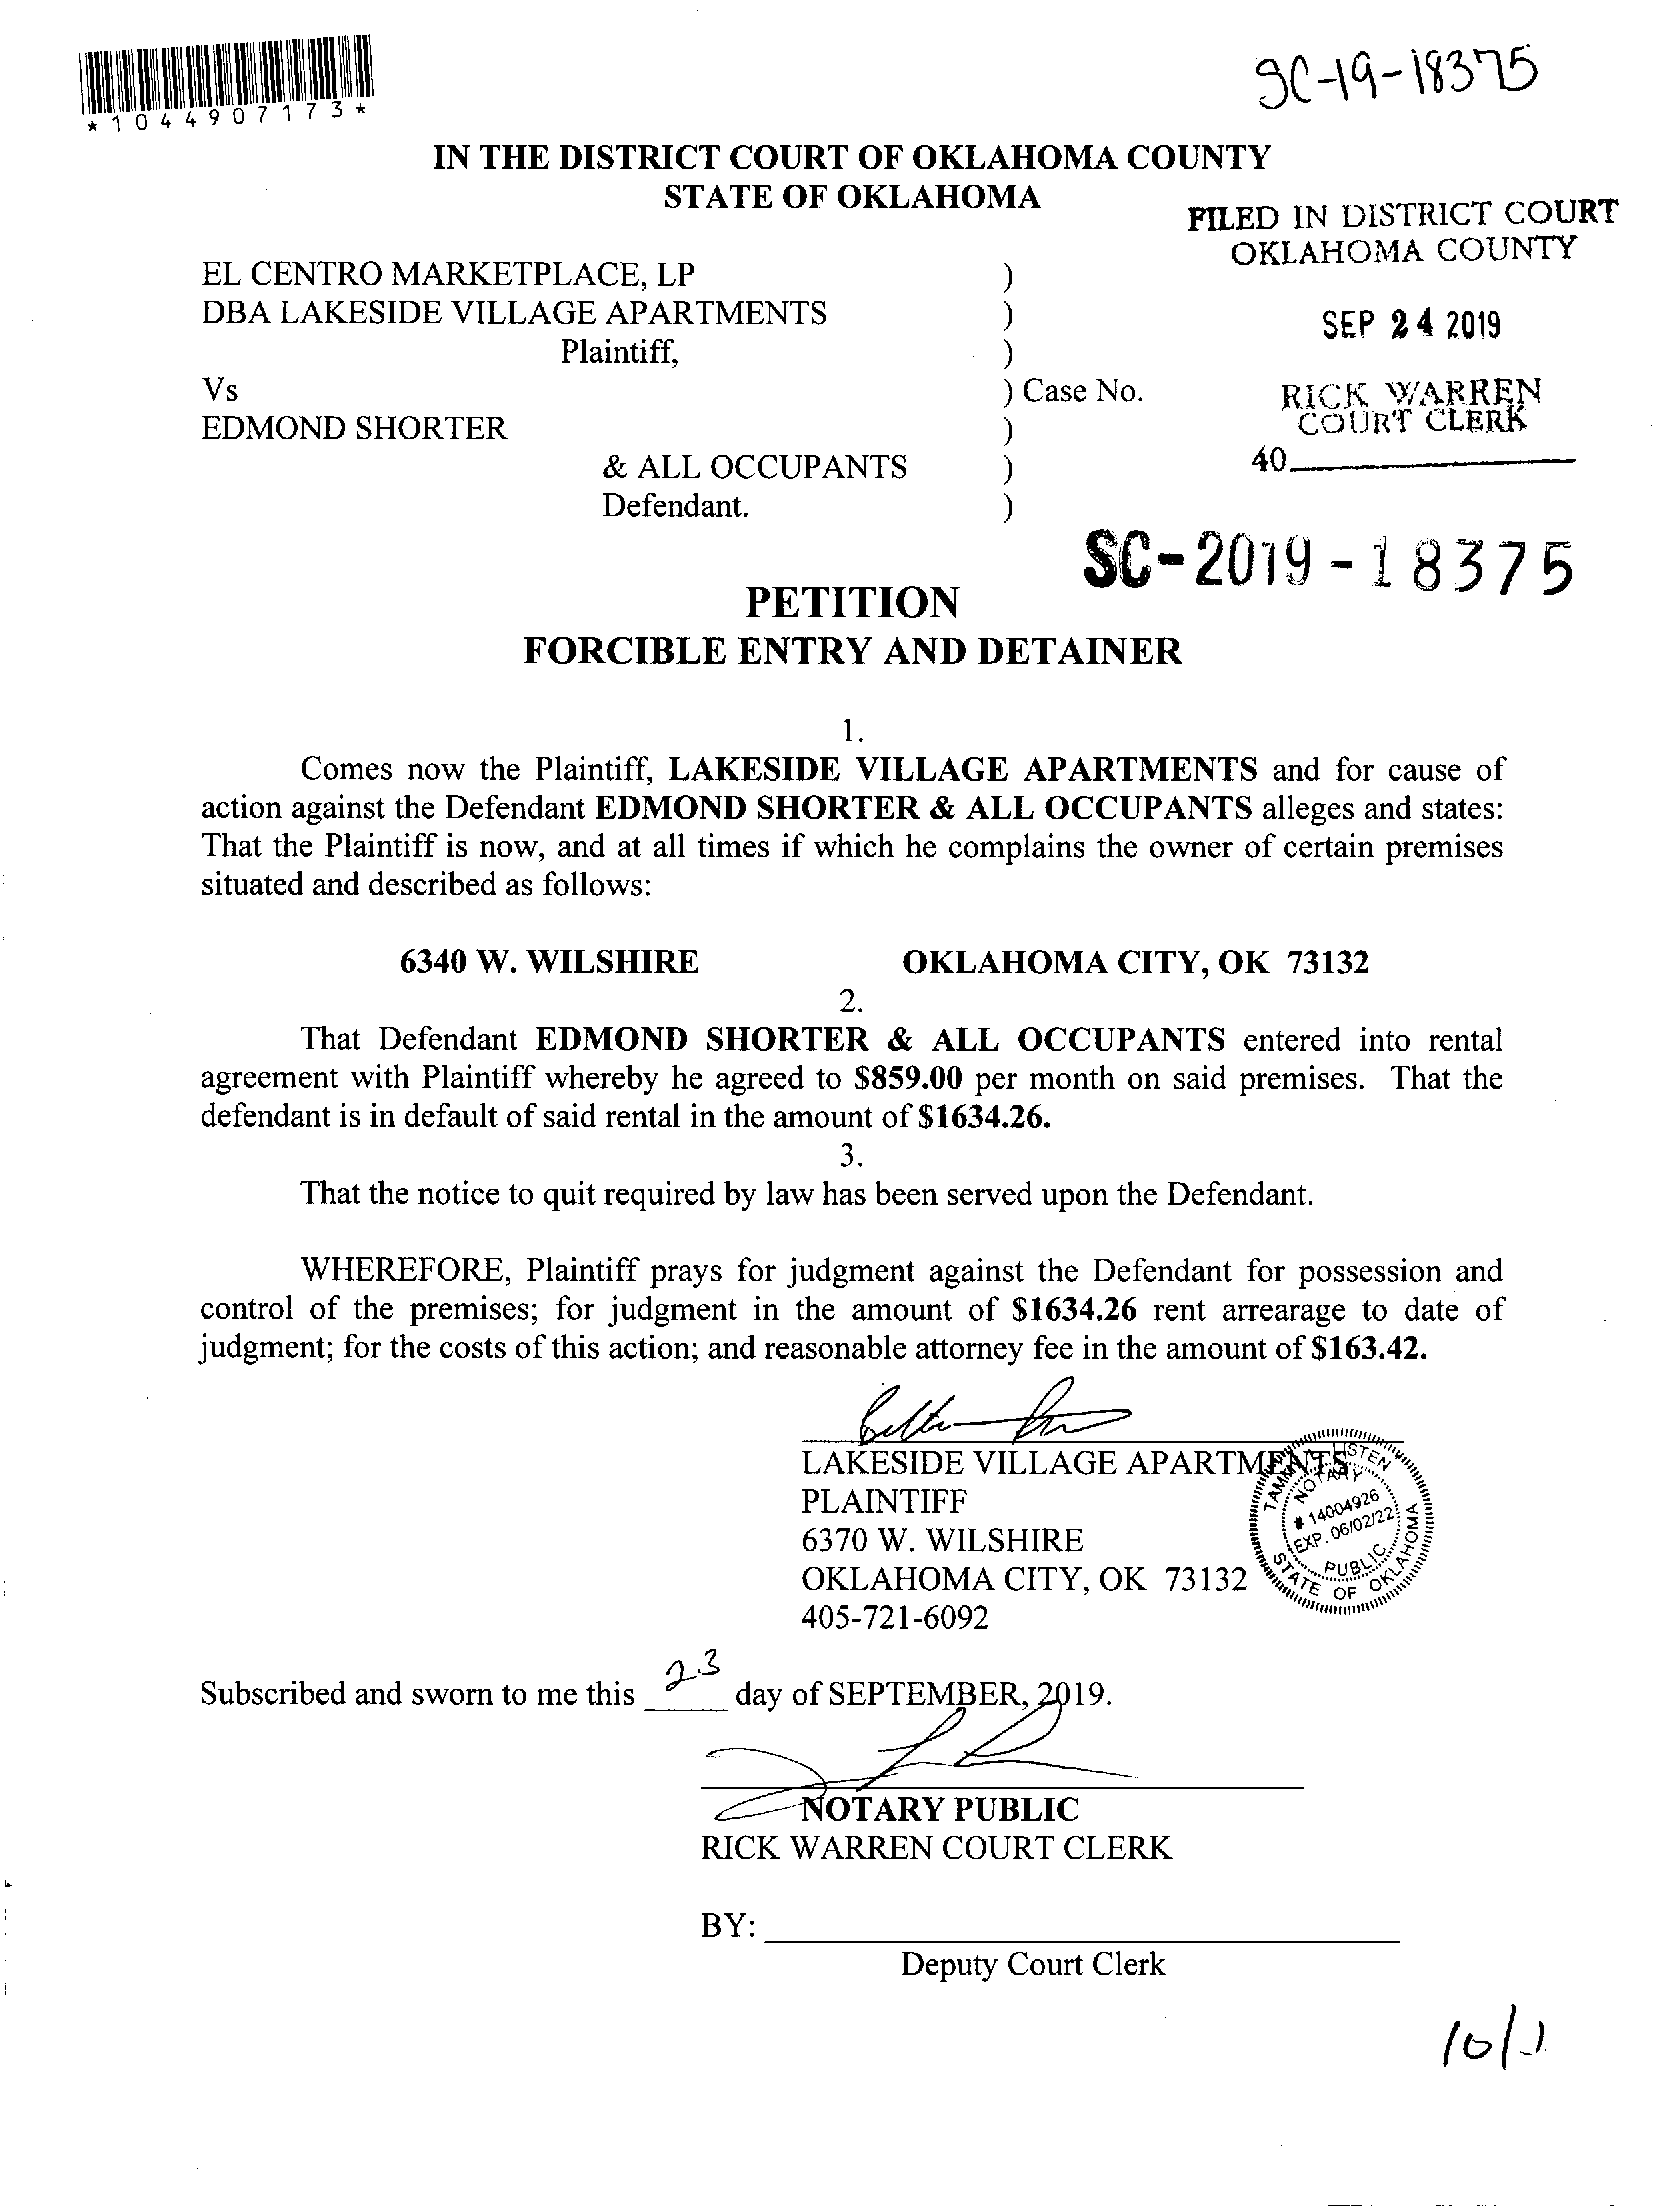 SC-19-18375
*1044907173*
IN THE DISTRICT COURT OF OKLAHOMA COUNTY
STATE OF OKLAHOMA
FILED IN DISTRICT COURT
OKLAHOMA COUNTY
EL CENTRO MARKETPLACE, LP )
DBA LAKESIDE VILLAGE APARTMENTS )
SEP 24 2019
Plaintiff, )
Vs ) Case No.
RICK WARREN
COURT CLERK
EDMOND SHORTER )
& ALL OCCUPANTS )
40
Defendant. )
SC-2019-18375
PETITION
FORCIBLE ENTRY AND DETAINER
1.
Comes now the Plaintiff, LAKESIDE VILLAGE APARTMENTS and for cause of
action against the Defendant EDMOND SHORTER & ALL OCCUPANTS alleges and states:
That the Plaintiff is now, and at all times if which he complains the owner of certain premises
situated and described as follows:
6340 W. WILSHIRE OKLAHOMA CITY, OK 73132
2.
That Defendant EDMOND SHORTER & ALL OCCUPANTS entered into rental
agreement with Plaintiff whereby he agreed to $859.00 per month on said premises. That the
defendant is in default of said rental in the amount of $1634.26.
3.
That the notice to quit required by law has been served upon the Defendant.
WHEREFORE, Plaintiff prays for judgment against the Defendant for possession and
control of the premises; for judgment in the amount of $1634.26 rent arrearage to date of
judgment; for the costs of this action; and reasonable attorney fee in the amount of $163.42.
LAKESIDE VILLAGE APARTMENTS
PLAINTIFF
6370 W. WILSHIRE
OKLAHOMA CITY, OK 73132
405-721-6092
NOTARY
# 14004926
EXP. 06/02/22
PUBLIC
STATE OF OKLAHOMA
Subscribed and sworn to me this 23 day of SEPTEMBER, 2019.
NOTARY PUBLIC
RICK WARREN COURT CLERK
BY:
Deputy Court Clerk